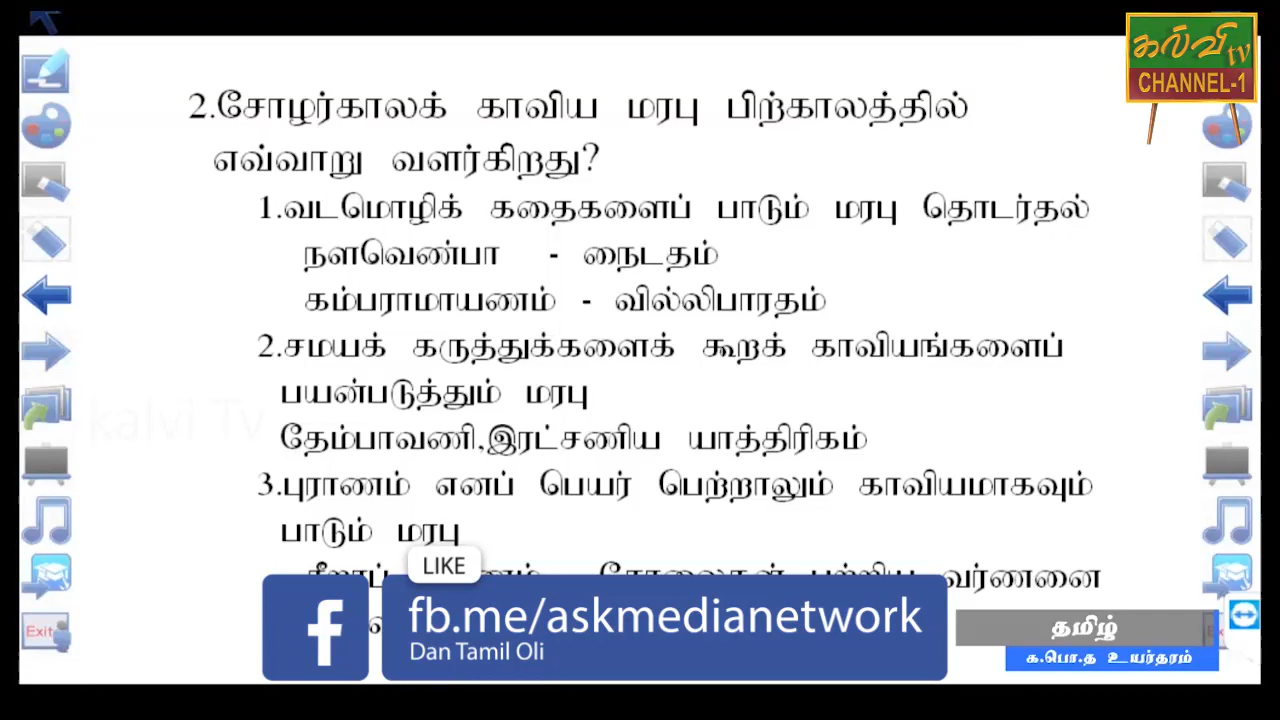 கல்வி tv
CHANNEL-1
2.சோழர்காலக் காவிய மரபு பிற்காலத்தில்
எவ்வாறு வளர்கிறது?
1.வடமொழிக் கதைகளைப் பாடும் மரபு தொடர்தல்
நளவெண்பா - நைடதம்
கம்பராமாயணம் - வில்லிபாரதம்
2.சமயக் கருத்துக்களைக் கூறக் காவியங்களைப்
பயன்படுத்தும் மரபு
kalvi Tv
தேம்பாவணி,இரட்சணிய யாத்திரிகம்
3.புராணம் எனப் பெயர் பெற்றாலும் காவியமாகவும்
பாடும் மரபு
LIKE
வர்ணனை
fb.me/askmedianetwork
Dan Tamil Oli
தமிழ்
க.பொ.த உயர்தரம்
Exit